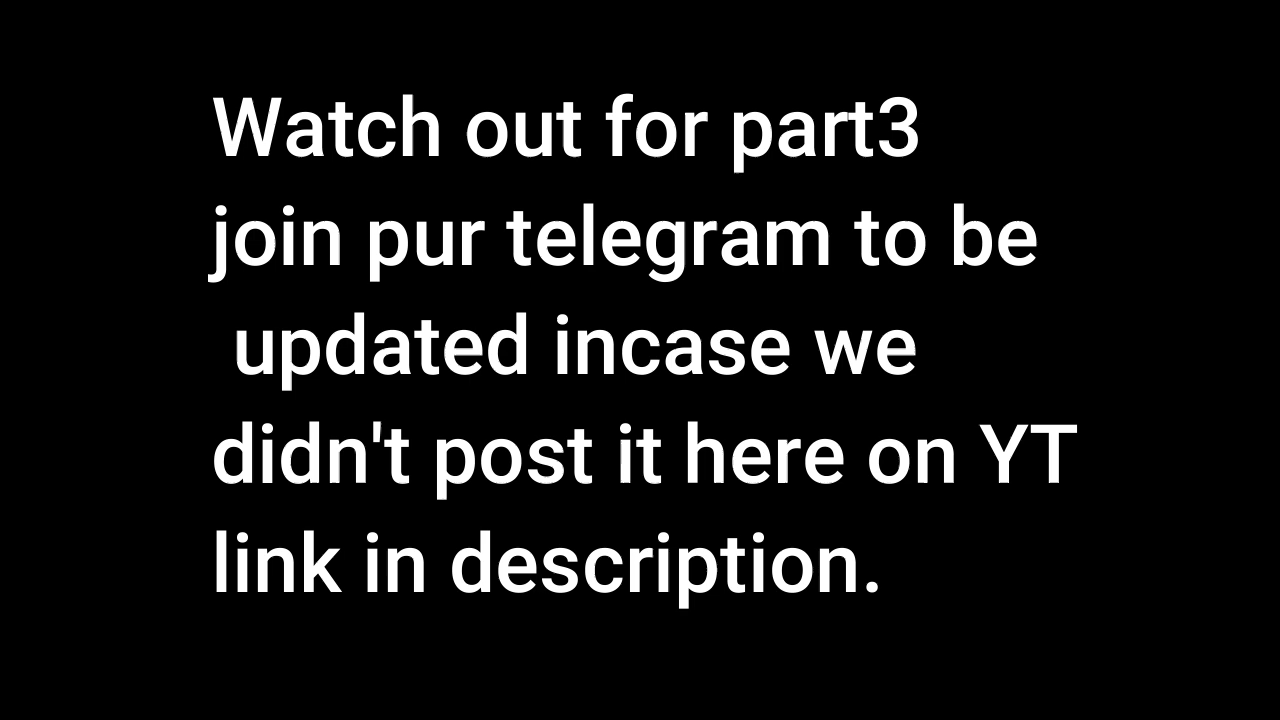 Watch out for part3
join pur telegram to be
updated incase we
didn't post it here on YT
link in description.